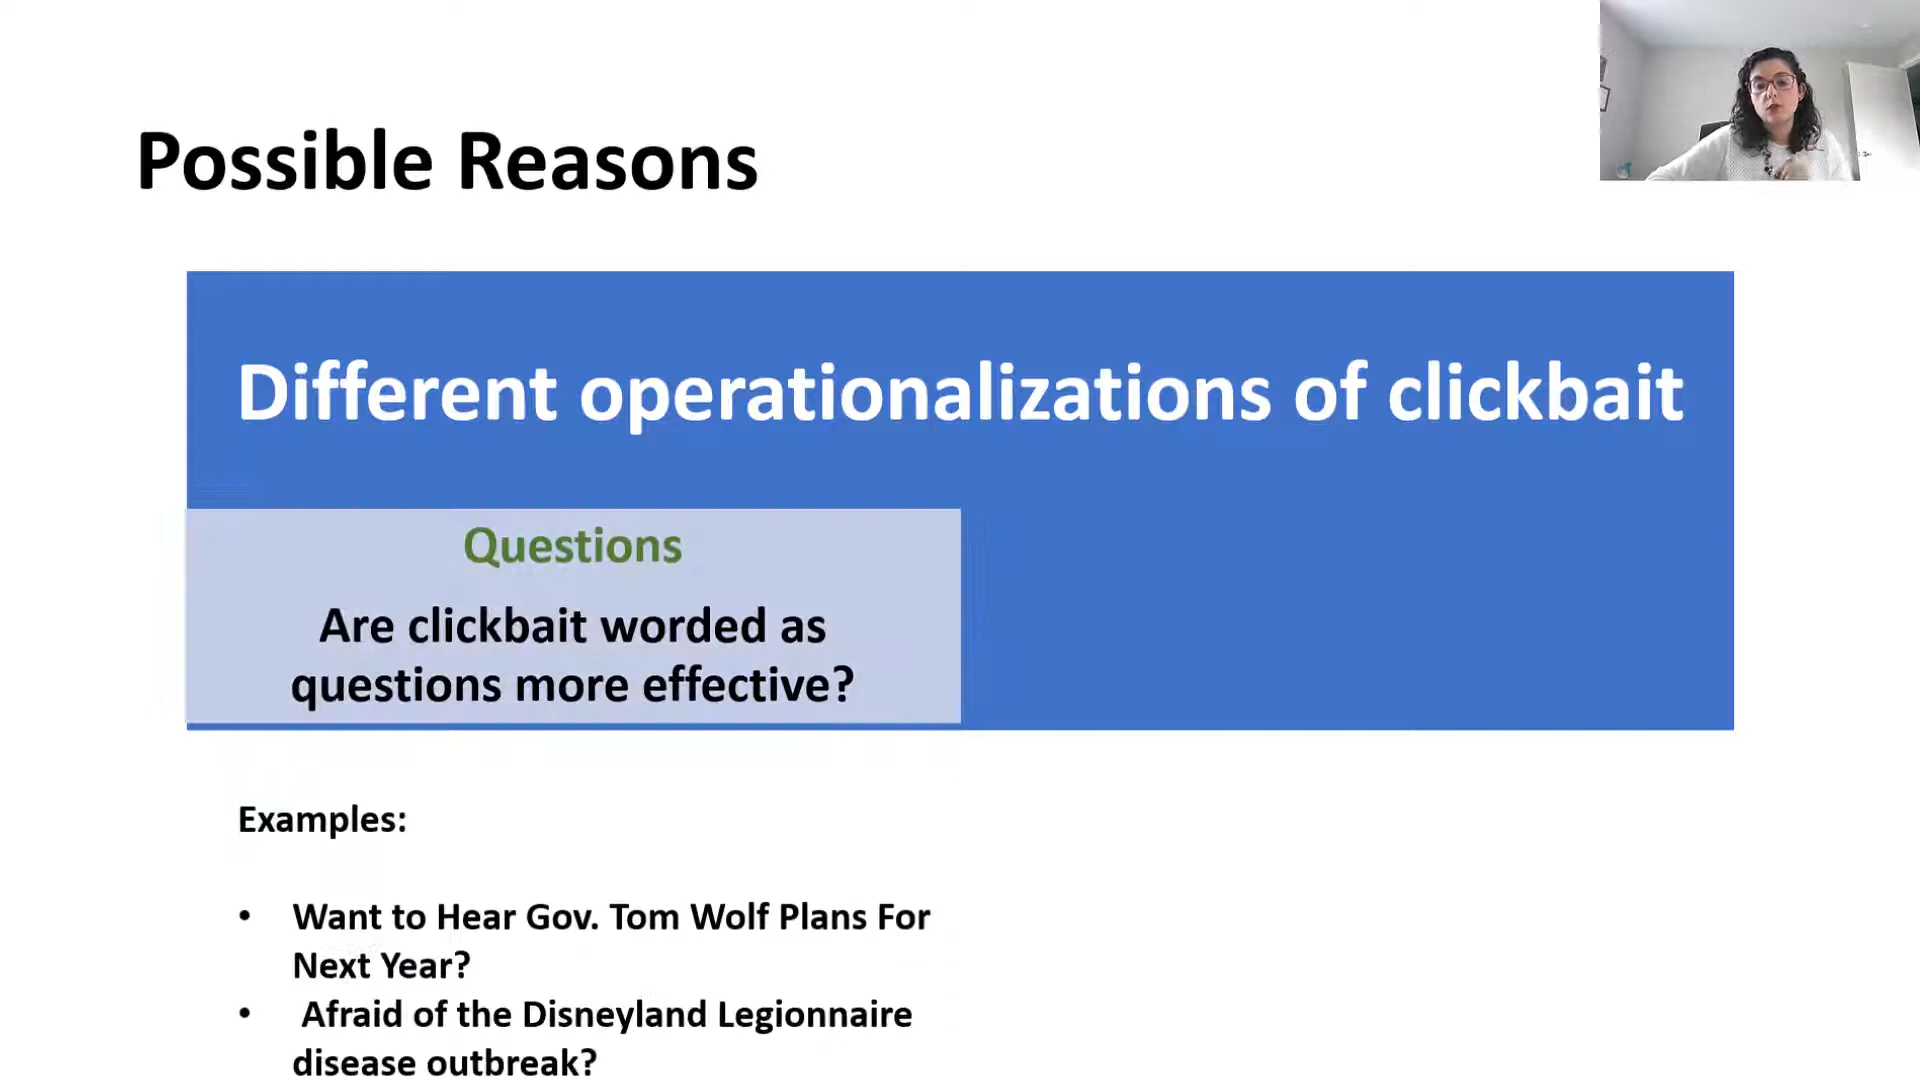 Possible Reasons
Different operationalizations of clickbait
Questions
Are clickbait worded as
questions more effective?
Examples:
• Want to Hear Gov. Tom Wolf Plans For
Next Year?
• Afraid of the Disneyland Legionnaire
disease outbreak?